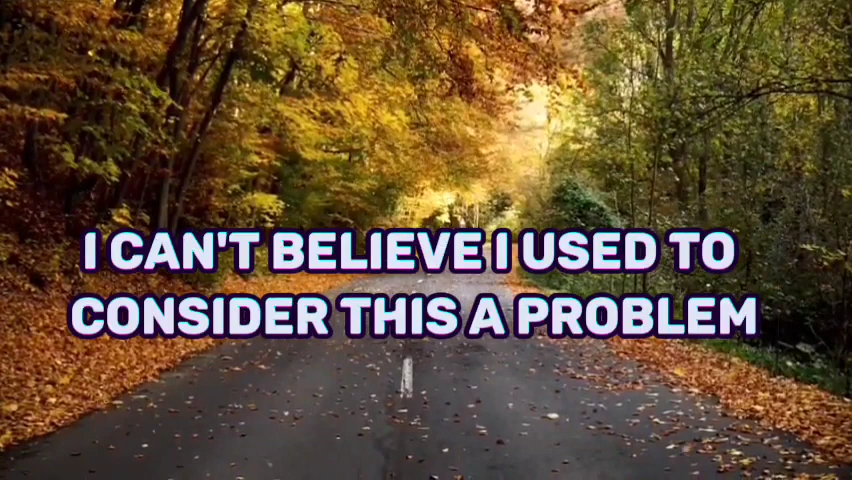 I CAN'T BELIEVE I USED TO
CONSIDER THIS A PROBLEM